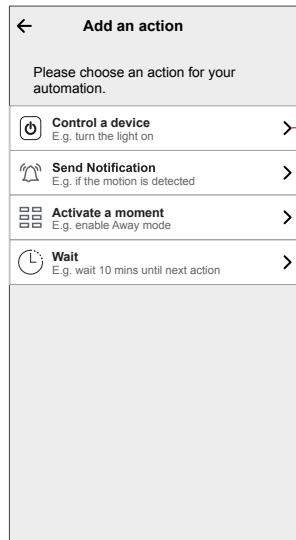 Add an action
Please choose an action for your
automation.
Control a device
E.g. turn the light on
Send Notification
E.g. if the motion is detected
Activate a moment
E.g. enable Away mode
Wait
E.g. wait 10 mins until next action